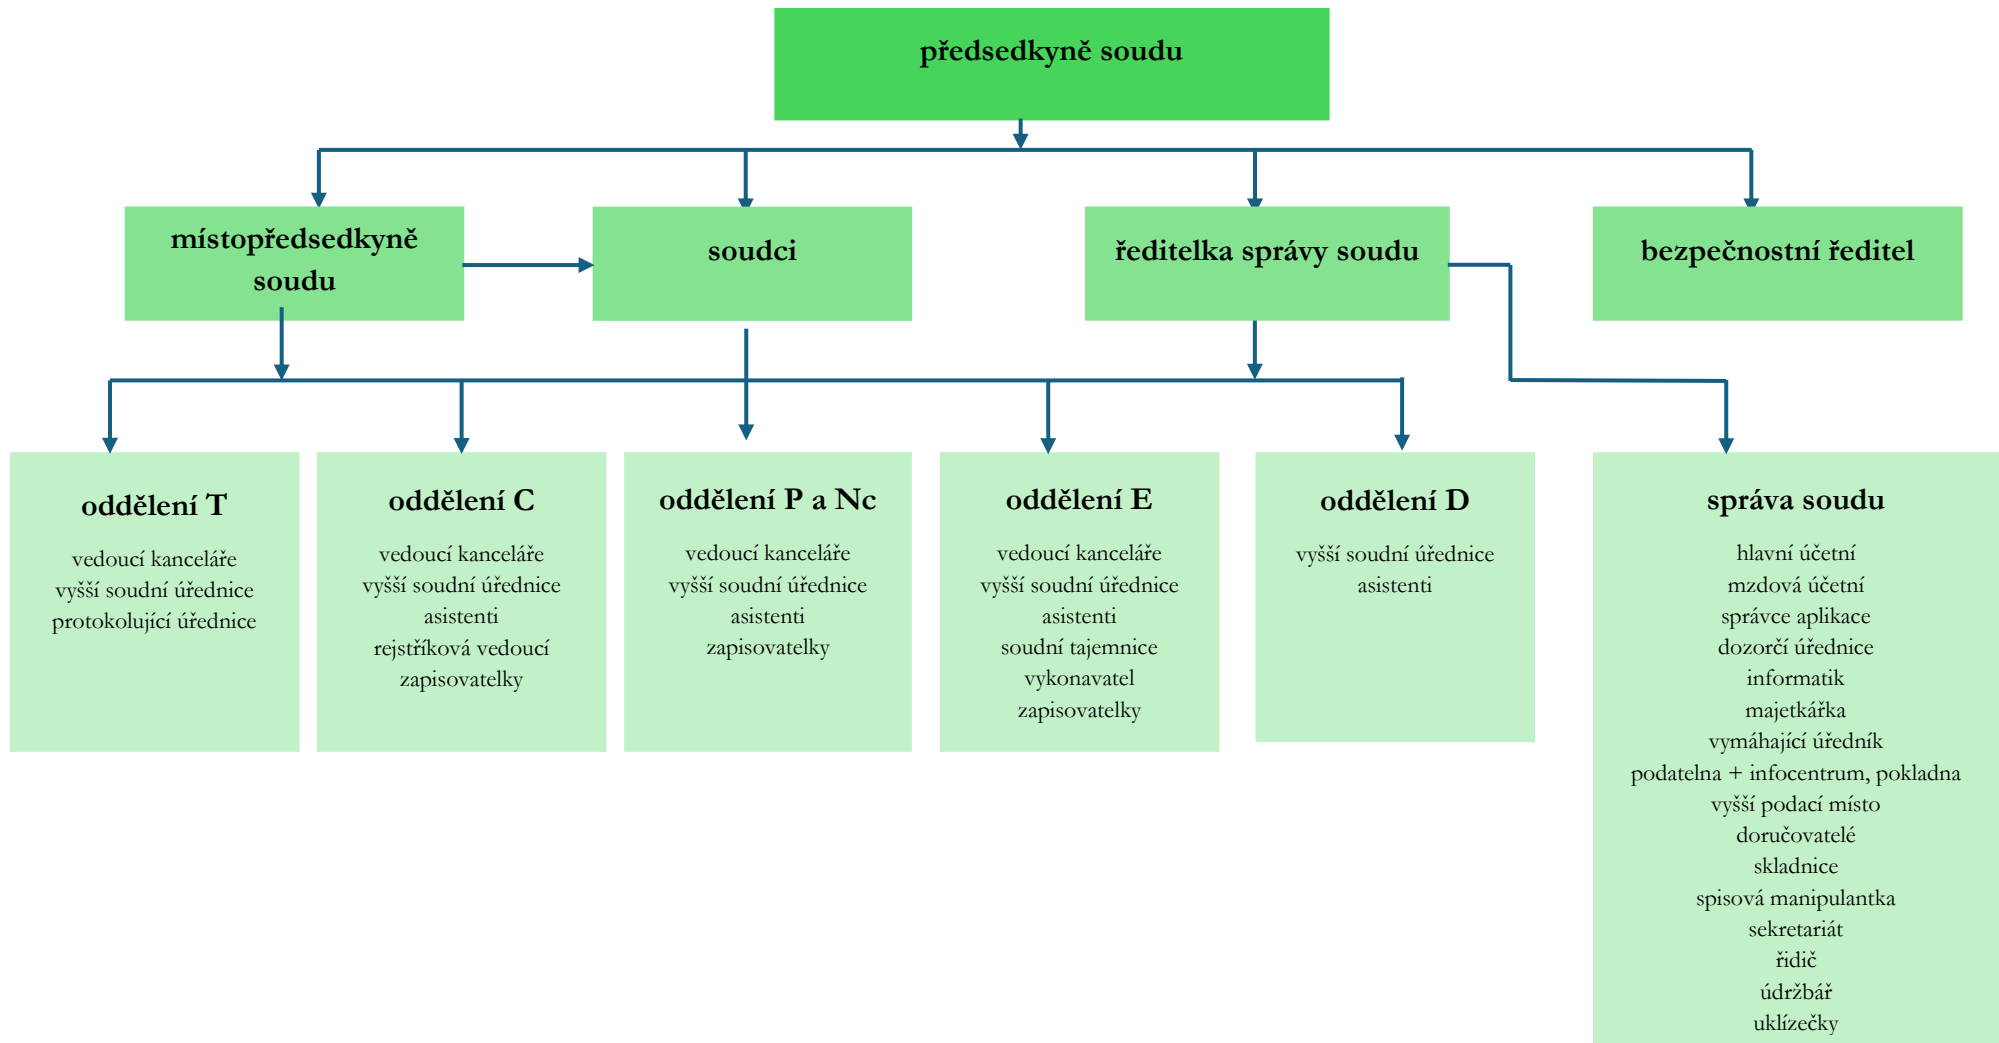 předsedkyně soudu
místopředsedkyně
soudu
soudci
ředitelka správy soudu
bezpečnostní ředitel
oddělení T
vedoucí kanceláře
vyšší soudní úřednice
protokolující úřednice
oddělení C
vedoucí kanceláře
vyšší soudní úřednice
asistenti
rejstříková vedoucí
zapisovatelky
oddělení P a Nc
vedoucí kanceláře
vyšší soudní úřednice
asistenti
zapisovatelky
oddělení E
vedoucí kanceláře
vyšší soudní úřednice
asistenti
soudní tajemnice
vykonavatel
zapisovatelky
oddělení D
vyšší soudní úřednice
asistenti
správa soudu
hlavní účetní
mzdová účetní
správce aplikace
dozorčí úřednice
informatik
majetkářka
vymáhající úředník
podatelna + infocentrum, pokladna
vyšší podací místo
doručovatelé
skladnice
spisová manipulantka
sekretariát
řidič
údržbář
uklízečky